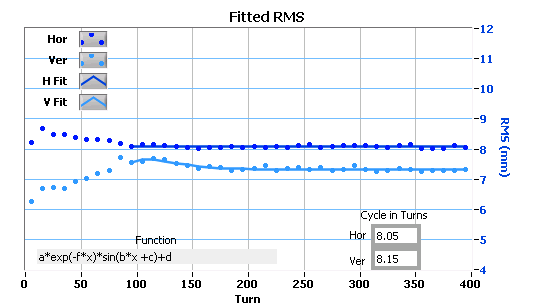 Fitted RMS
Hor
Ver
H Fit
V Fit
12
11
10
9
8
7
6
5
4
RMS (mm)
Cycle in Turns
Hor 8.05
Ver 8.15
Function
a*exp(-f*x)*sin(b*x +c)+d
0 50 100 150 200 250 300 350 400
Turn